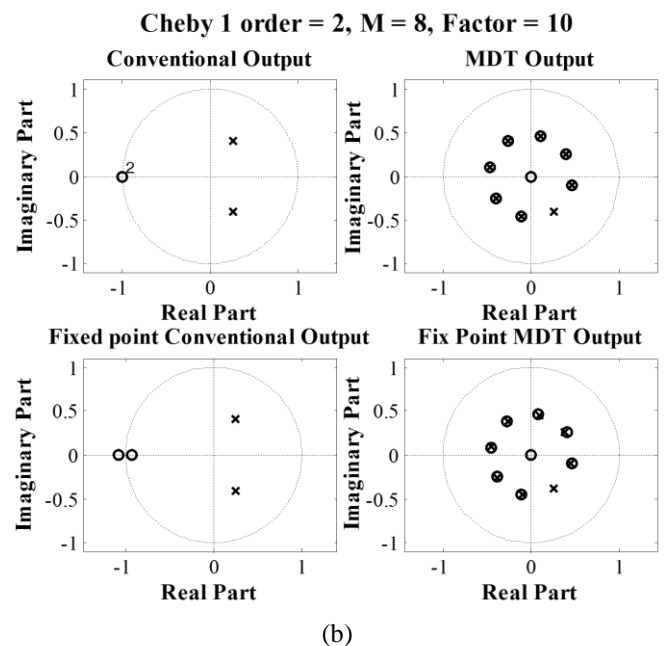 Cheby 1 order = 2, M = 8, Factor = 10
Conventional Output
MDT Output
Imaginary Part
1
0.5
0
-0.5
-1
2
-1
0
1
Real Part
Imaginary Part
1
0.5
0
-0.5
-1
-1
0
1
Real Part
Fixed point Conventional Output
Fix Point MDT Output
Imaginary Part
1
0.5
0
-0.5
-1
-1
0
1
Real Part
Imaginary Part
1
0.5
0
-0.5
-1
-1
0
1
Real Part
(b)